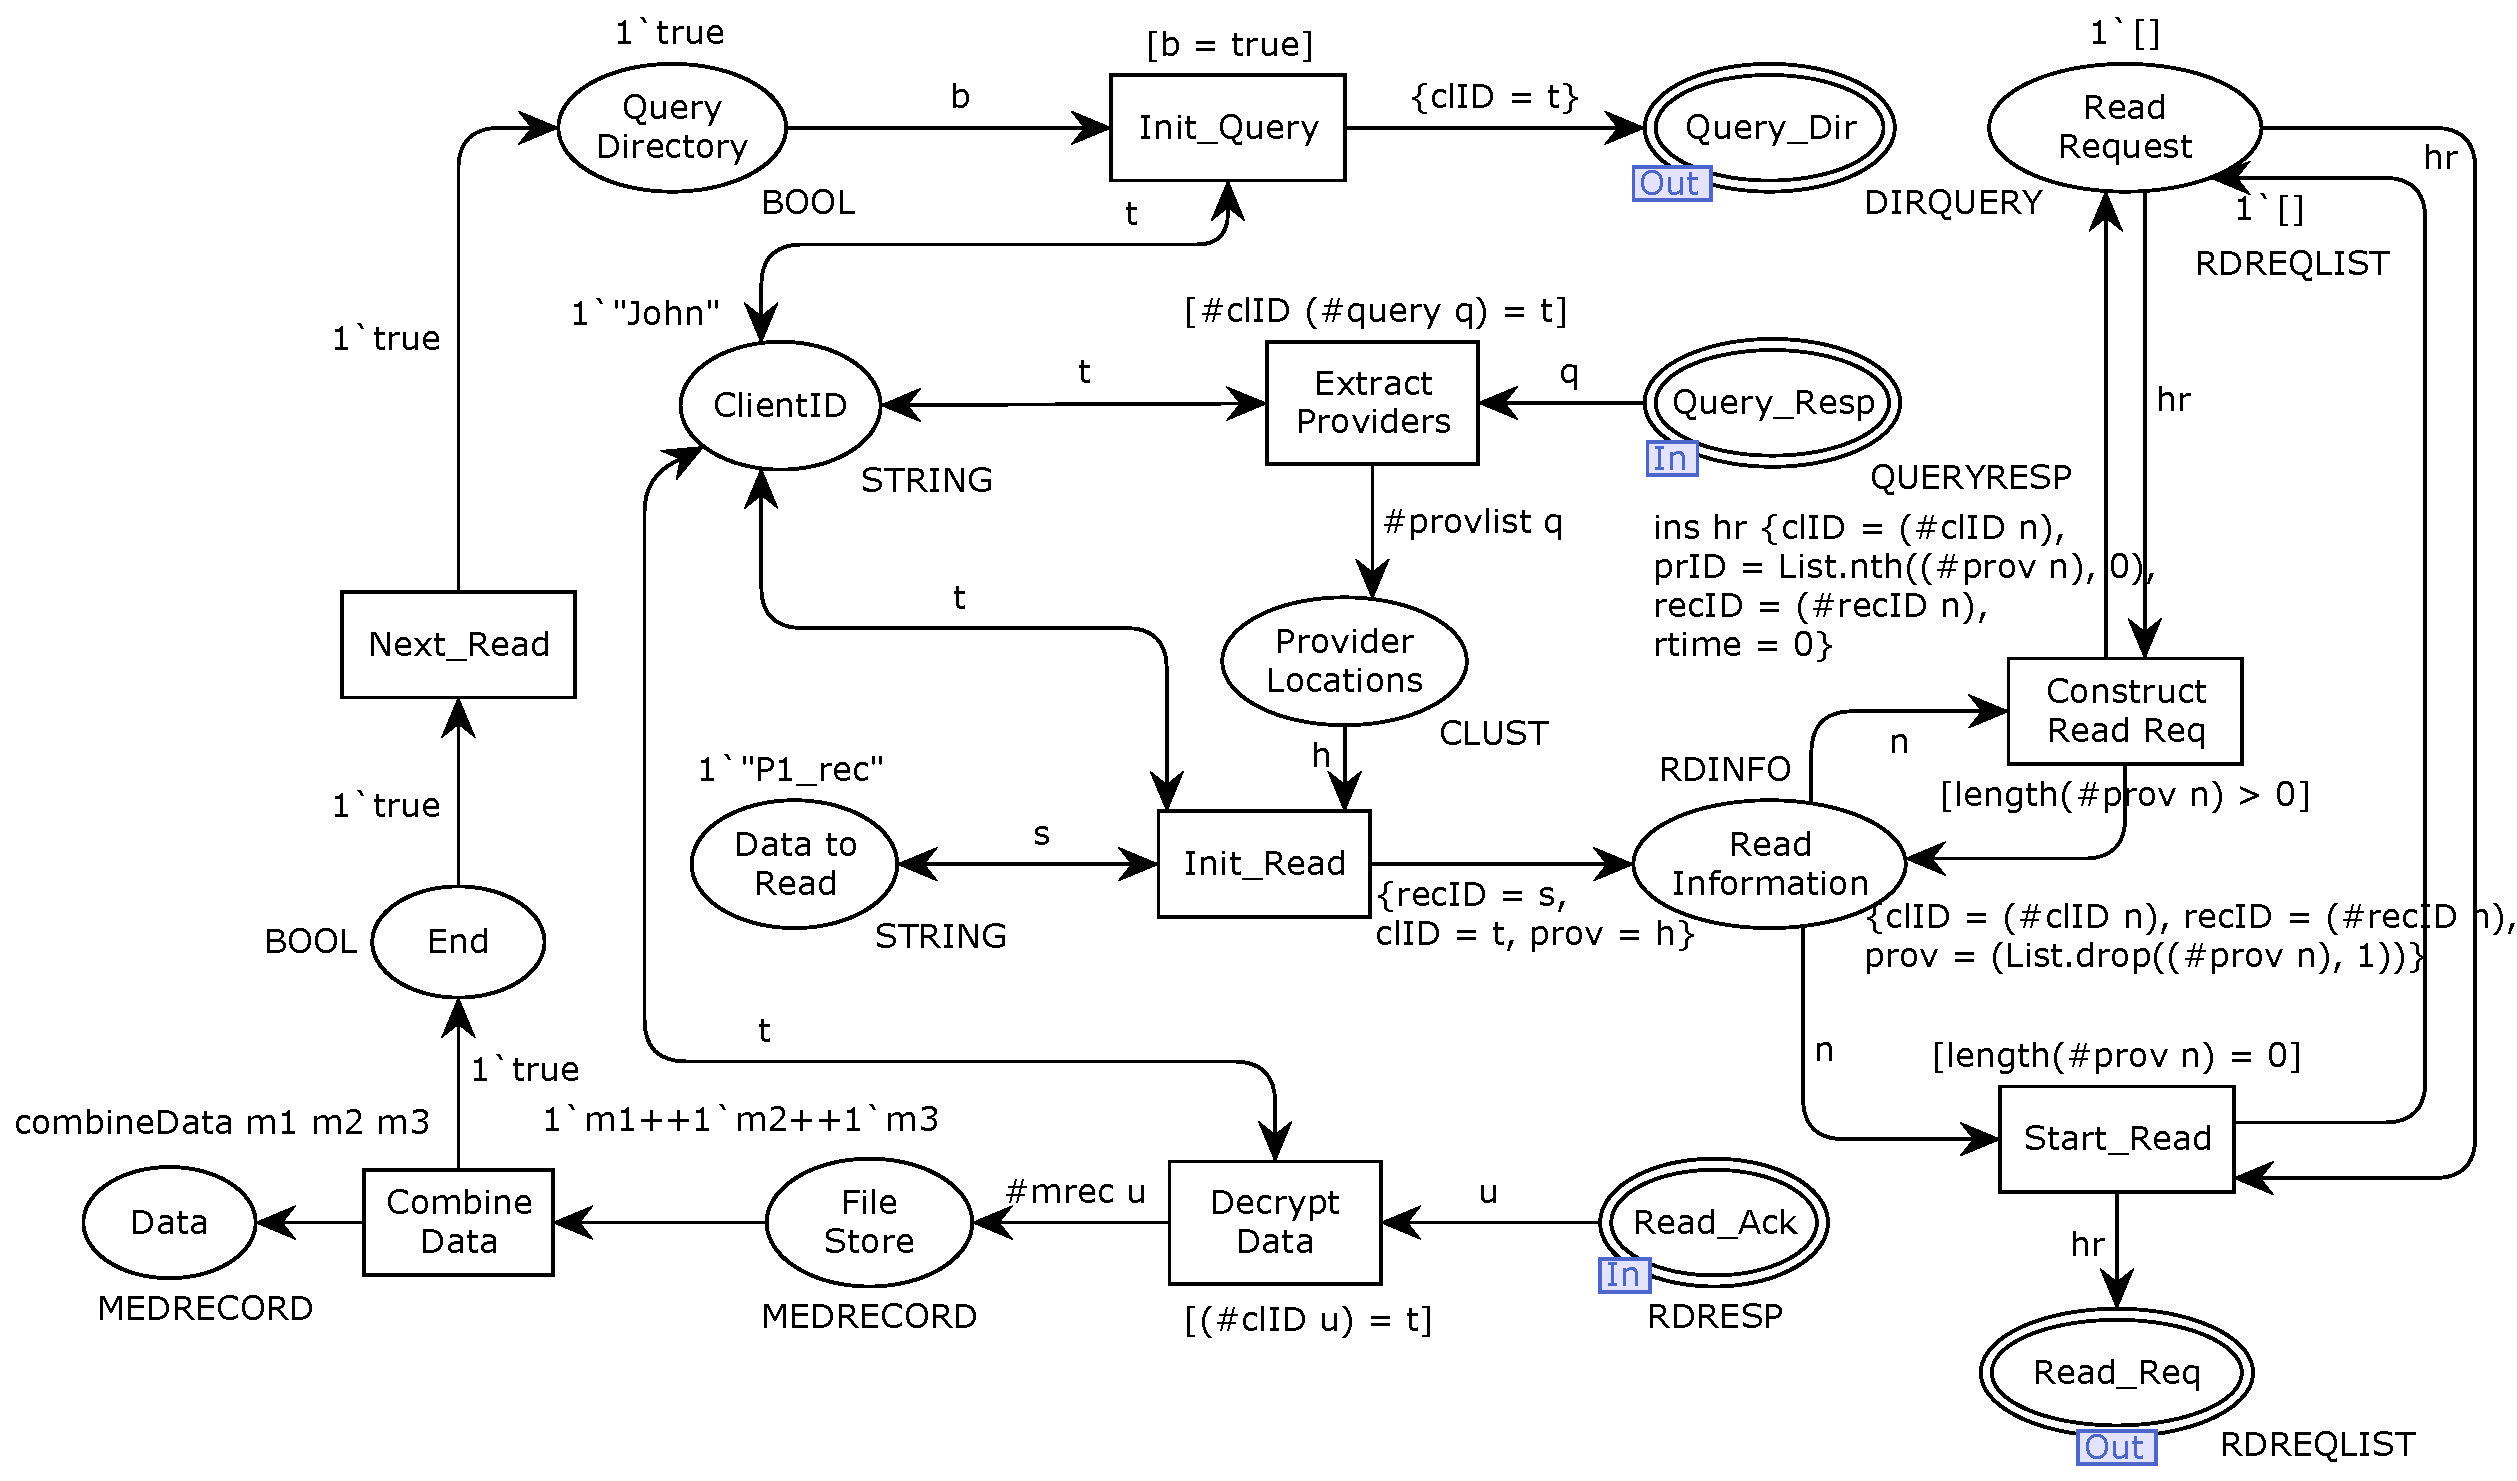 1`true
[b = true]
1`[]
Query
Directory
b
Init_Query
{clID = t}
Query_Dir
Out
Read
Request
hr
BOOL
t
DIRQUERY
1`[]
RDREQLIST
1`true
1`"John"
[#clID (#query q) = t]
ClientID
t
Extract
Providers
q
Query_Resp
In
hr
STRING
QUERYRESP
#provlist q
ins hr {clID = (#clID n),
prID = List.nth((#prov n), 0),
recID = (#recID n),
rtime = 0}
t
Next_Read
Provider
Locations
Construct
Read Req
CLUST
h
n
1`"P1_rec"
RDINFO
[length(#prov n) > 0]
1`true
Data to
Read
s
Init_Read
Read
Information
{recID = s,
clID = t, prov = h}
{clID = (#clID n), recID = (#recID n),
prov = (List.drop((#prov n), 1))}
STRING
BOOL
End
t
n
[length(#prov n) = 0]
1`true
combineData m1 m2 m3
1`m1++1`m2++1`m3
Start_Read
Data
Combine
Data
File
Store
#mrec u
Decrypt
Data
u
Read_Ack
In
hr
MEDRECORD
MEDRECORD
[(#clID u) = t]
RDRESP
Read_Req
Out
RDREQLIST